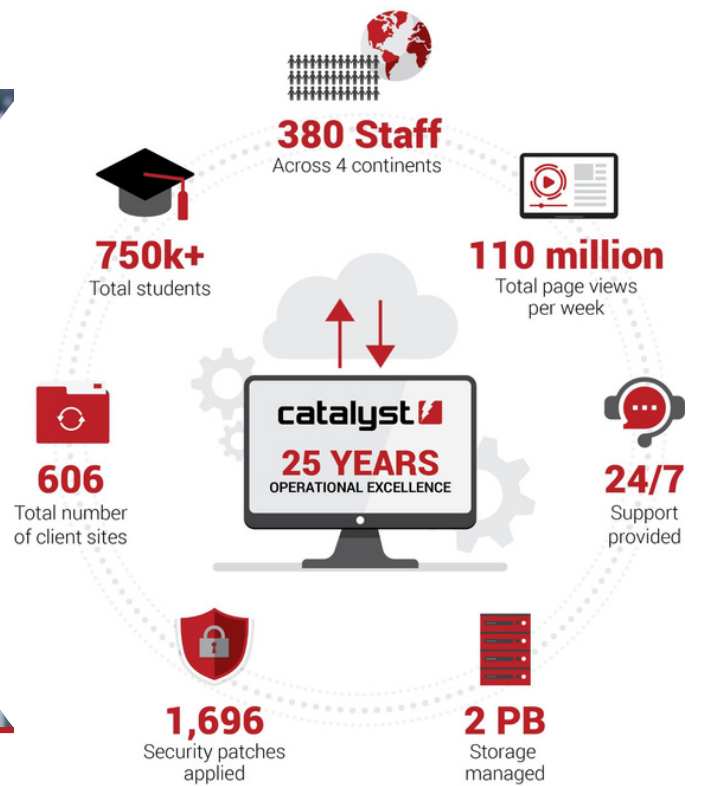 380 Staff
Across 4 continents
750k+
Total students
110 million
Total page views
per week
catalyst
25 YEARS
OPERATIONAL EXCELLENCE
606
Total number
of client sites
24/7
Support
provided
1,696
Security patches
applied
2 PB
Storage
managed